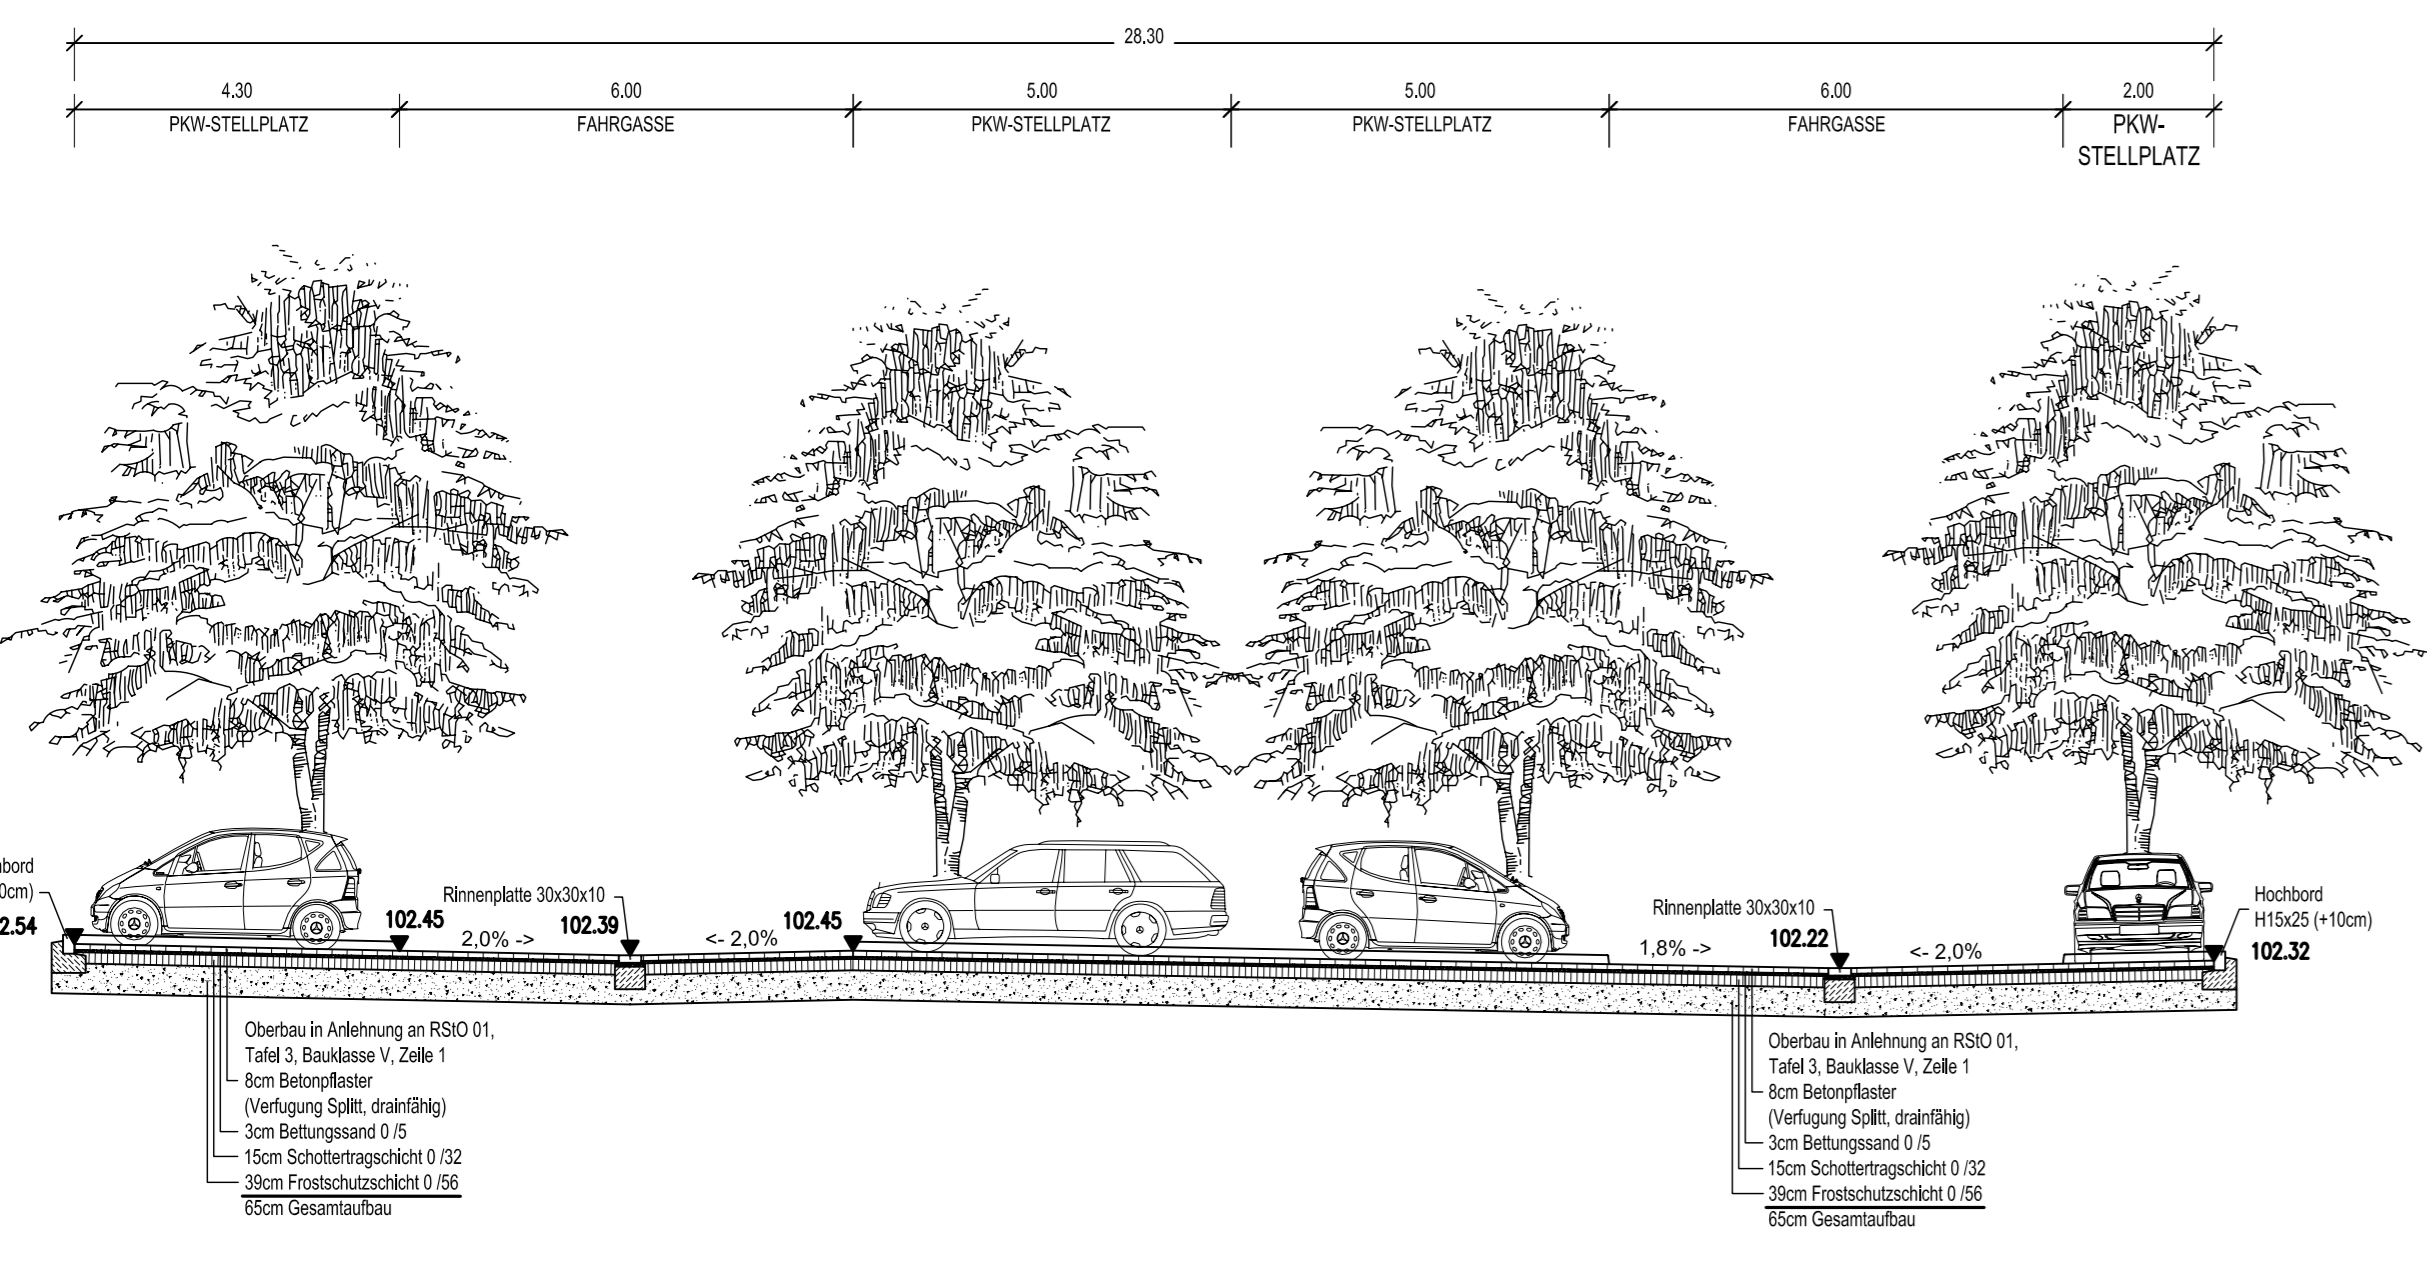 28.30
4.30 6.00 5.00 5.00 6.00 2.00
PKW-STELLPLATZ FAHRGASSE PKW-STELLPLATZ PKW-STELLPLATZ FAHRGASSE PKW-
STELLPLATZ
0cm)
2.54
102.45
2,0% ->
Rinnenplatte 30x30x10
102.39
<- 2,0%
102.45
1,8% ->
Rinnenplatte 30x30x10
102.22
<- 2,0%
Hochbord
H15x25 (+10cm)
102.32
Oberbau in Anlehnung an RStO 01,
Tafel 3, Bauklasse V, Zeile 1
8cm Betonpflaster
(Verfugung Splitt, drainfähig)
3cm Bettungssand 0 /5
15cm Schottertragschicht 0 /32
39cm Frostschutzschicht 0 /56
65cm Gesamtaufbau
Oberbau in Anlehnung an RStO 01,
Tafel 3, Bauklasse V, Zeile 1
8cm Betonpflaster
(Verfugung Splitt, drainfähig)
3cm Bettungssand 0 /5
15cm Schottertragschicht 0 /32
39cm Frostschutzschicht 0 /56
65cm Gesamtaufbau